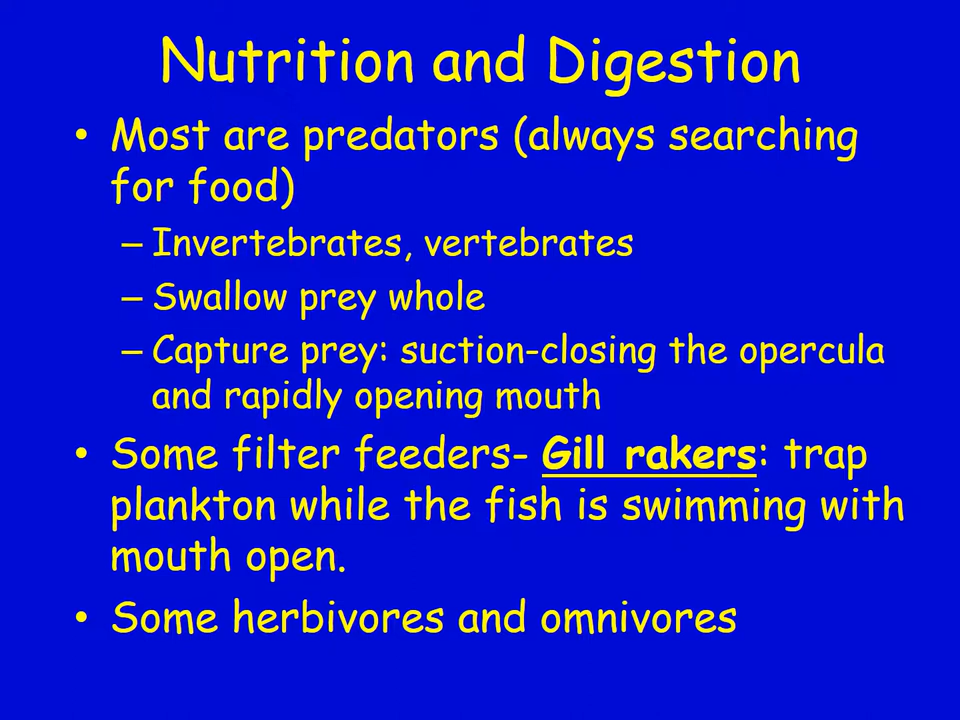 Nutrition and Digestion
• Most are predators (always searching
for food)
– Invertebrates, vertebrates
– Swallow prey whole
– Capture prey: suction-closing the opercula
and rapidly opening mouth
• Some filter feeders- Gill rakers: trap
plankton while the fish is swimming with
mouth open.
• Some herbivores and omnivores